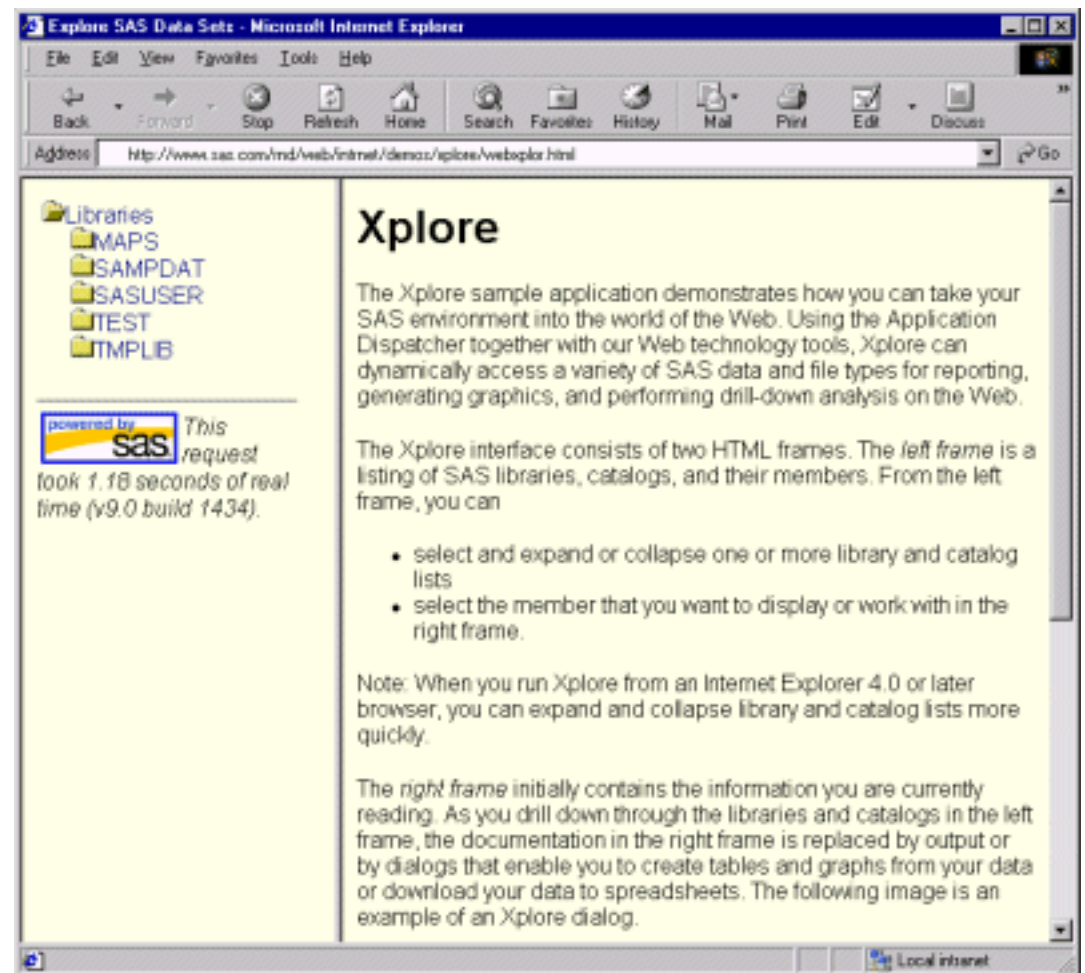 Explore SAS Data Sets - Microsoft Internet Explorer
File Edit View Favorites Tools Help
Back Forward Stop Refresh Home Search Favorites History Mail Print Edit Discuss »
Address http://www.sas.com/rnd/web/intrnet/demos/xplore/webxplor.html Go
Libraries
MAPS
SAMPDAT
SASUSER
TEST
TMPLIB
powered by
sas. This
request
took 1.18 seconds of real
time (v9.0 build 1434).
Xplore
The Xplore sample application demonstrates how you can take your
SAS environment into the world of the Web. Using the Application
Dispatcher together with our Web technology tools, Xplore can
dynamically access a variety of SAS data and file types for reporting,
generating graphics, and performing drill-down analysis on the Web.
The Xplore interface consists of two HTML frames. The left frame is a
listing of SAS libraries, catalogs, and their members. From the left
frame, you can
• select and expand or collapse one or more library and catalog
lists
• select the member that you want to display or work with in the
right frame.
Note: When you run Xplore from an Internet Explorer 4.0 or later
browser, you can expand and collapse library and catalog lists more
quickly.
The right frame initially contains the information you are currently
reading. As you drill down through the libraries and catalogs in the left
frame, the documentation in the right frame is replaced by output or
by dialogs that enable you to create tables and graphs from your data
or download your data to spreadsheets. The following image is an
example of an Xplore dialog.
Local intranet